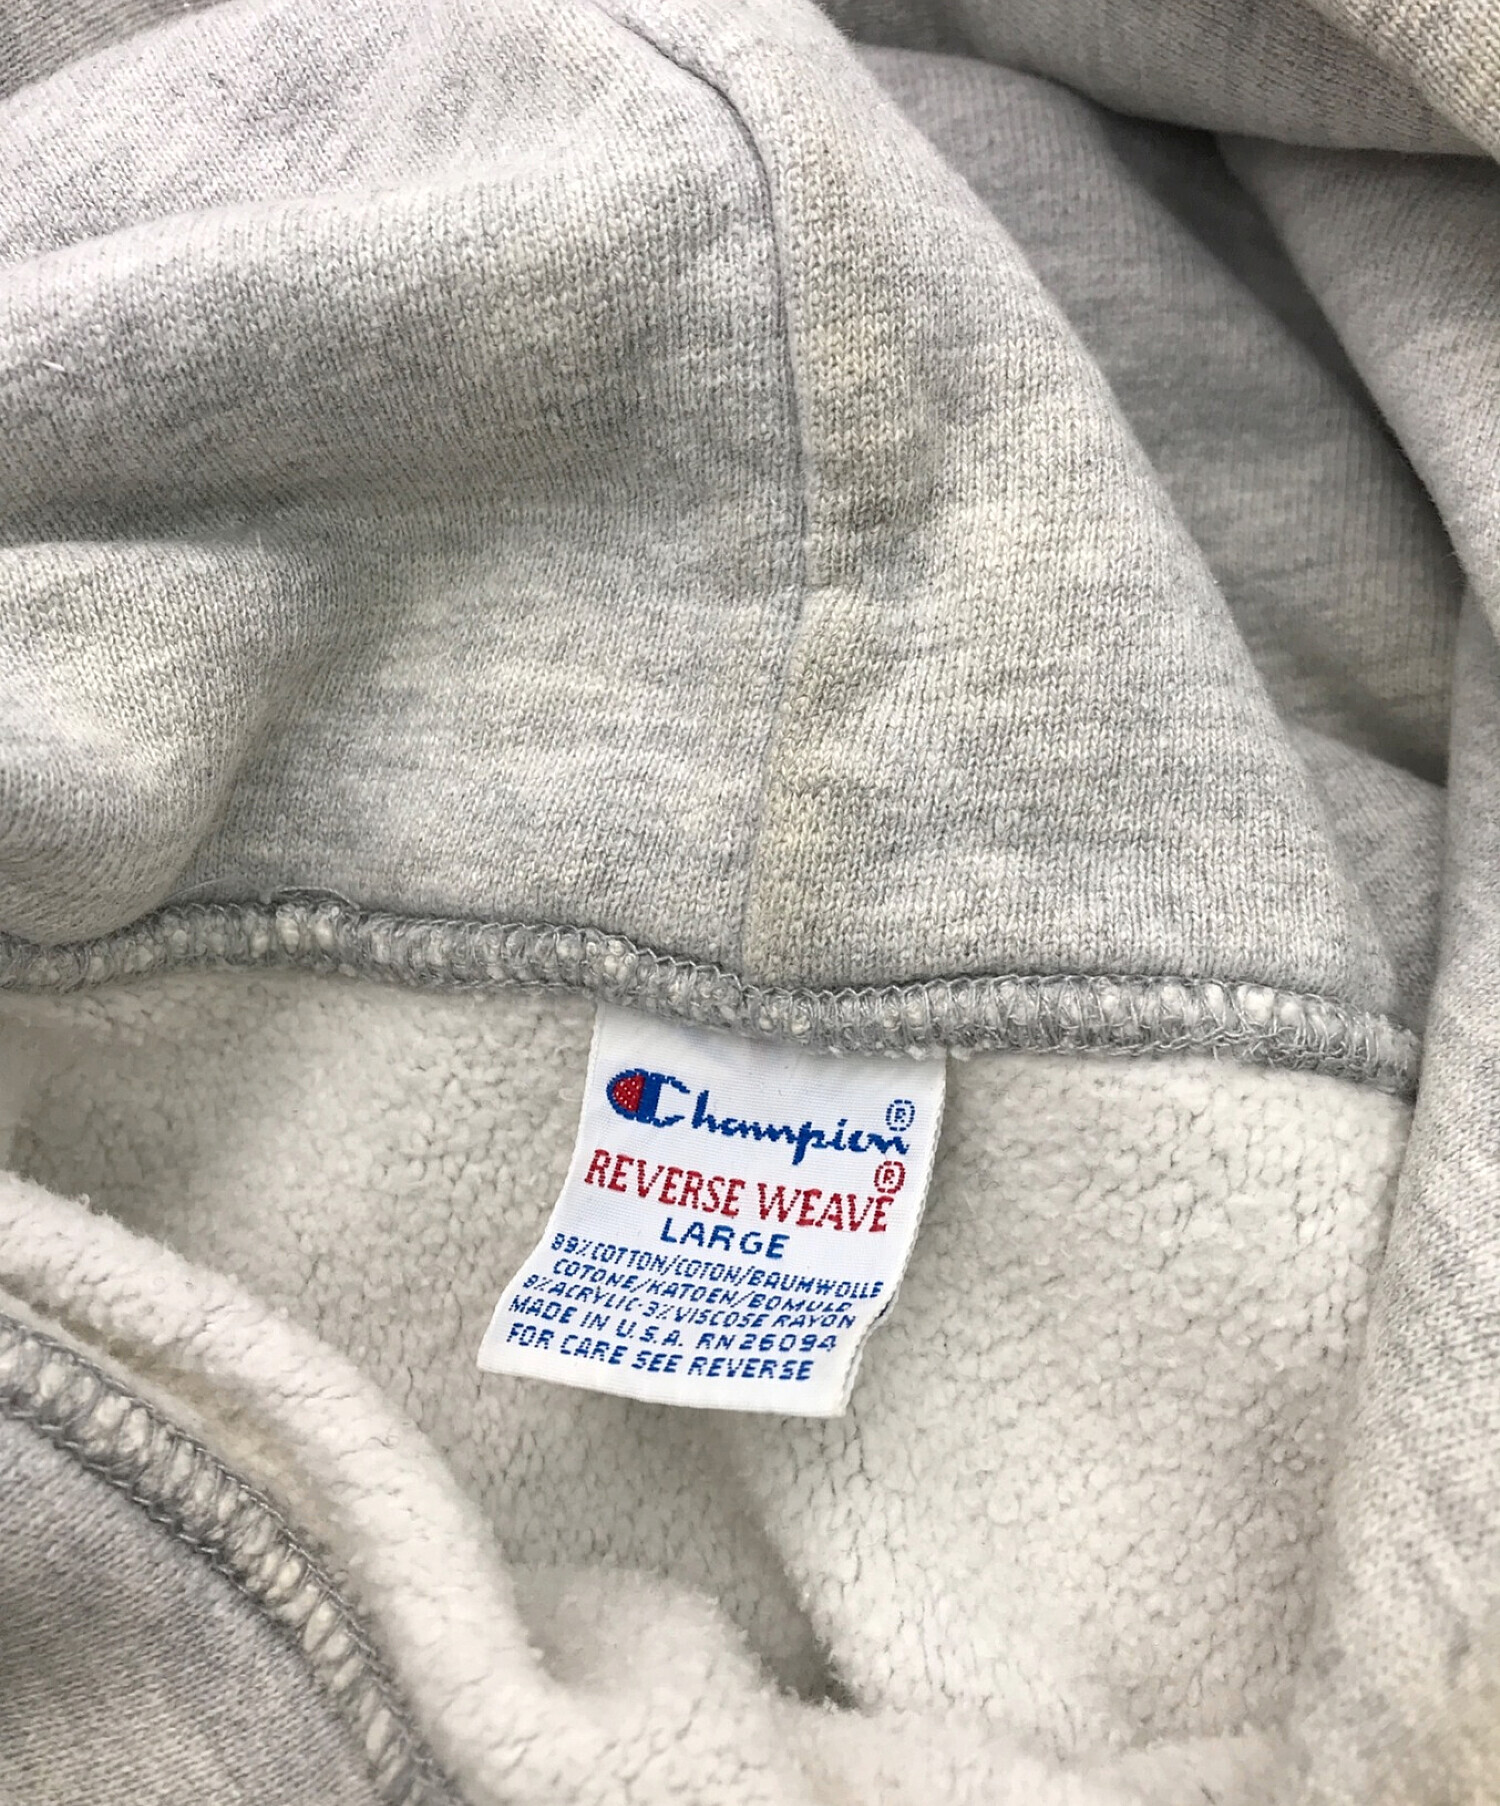 Champion®
REVERSE WEAVE®
LARGE
89% COTTON/COTON/BAUMWOLLE
COTONE/KATOEN/BOMULD
8% ACRYLIC-3% VISCOSE RAYON
MADE IN U.S.A. RN 26094
FOR CARE SEE REVERSE